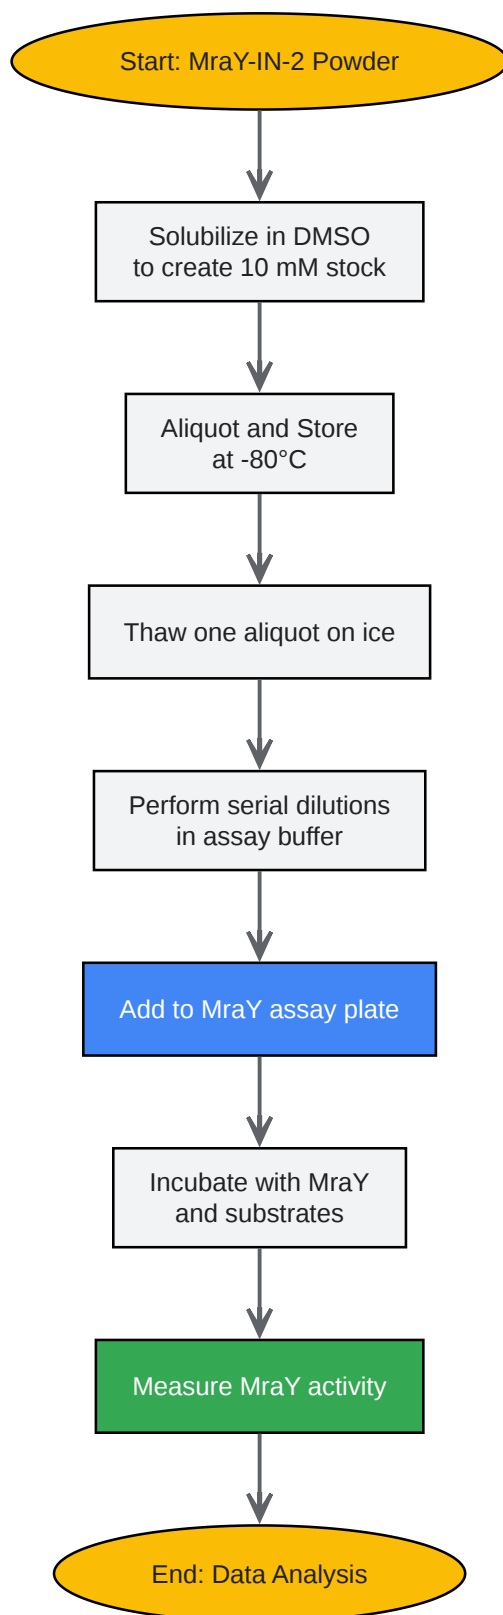 Start: MraY-IN-2 Powder
Solubilize in DMSO
to create 10 mM stock
Aliquot and Store
at -80°C
Thaw one aliquot on ice
Perform serial dilutions
in assay buffer
Add to MraY assay plate
Incubate with MraY
and substrates
Measure MraY activity
End: Data Analysis